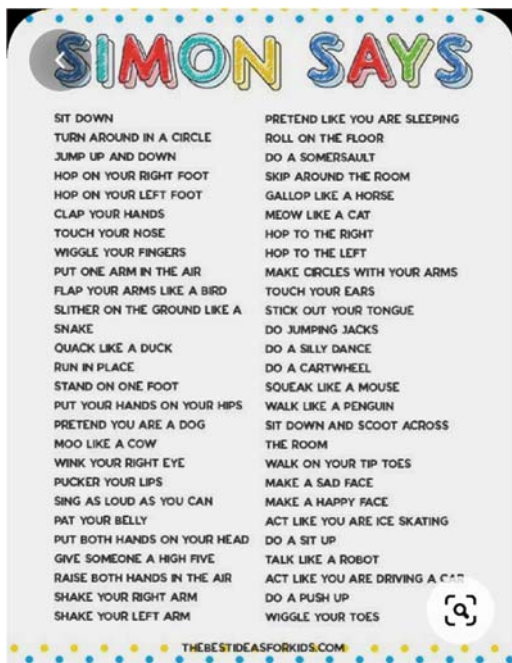 SIMON SAYS
SIT DOWN
TURN AROUND IN A CIRCLE
JUMP UP AND DOWN
HOP ON YOUR RIGHT FOOT
HOP ON YOUR LEFT FOOT
CLAP YOUR HANDS
TOUCH YOUR NOSE
WIGGLE YOUR FINGERS
PUT ONE ARM IN THE AIR
FLAP YOUR ARMS LIKE A BIRD
SLITHER ON THE GROUND LIKE A
SNAKE
QUACK LIKE A DUCK
RUN IN PLACE
STAND ON ONE FOOT
PUT YOUR HANDS ON YOUR HIPS
PRETEND YOU ARE A DOG
MOO LIKE A COW
WINK YOUR RIGHT EYE
PUCKER YOUR LIPS
SING AS LOUD AS YOU CAN
PAT YOUR BELLY
PUT BOTH HANDS ON YOUR HEAD
GIVE SOMEONE A HIGH FIVE
RAISE BOTH HANDS IN THE AIR
SHAKE YOUR RIGHT ARM
SHAKE YOUR LEFT ARM
PRETEND LIKE YOU ARE SLEEPING
ROLL ON THE FLOOR
DO A SOMERSAULT
SKIP AROUND THE ROOM
GALLOP LIKE A HORSE
MEOW LIKE A CAT
HOP TO THE RIGHT
HOP TO THE LEFT
MAKE CIRCLES WITH YOUR ARMS
TOUCH YOUR EARS
STICK OUT YOUR TONGUE
DO JUMPING JACKS
DO A SILLY DANCE
DO A CARTWHEEL
SQUEAK LIKE A MOUSE
WALK LIKE A PENGUIN
SIT DOWN AND SCOOT ACROSS
THE ROOM
WALK ON YOUR TIP TOES
MAKE A SAD FACE
MAKE A HAPPY FACE
ACT LIKE YOU ARE ICE SKATING
DO A SIT UP
TALK LIKE A ROBOT
ACT LIKE YOU ARE DRIVING A CAR
DO A PUSH UP
WIGGLE YOUR TOES
THEBESTIDEASFORKIDS.COM